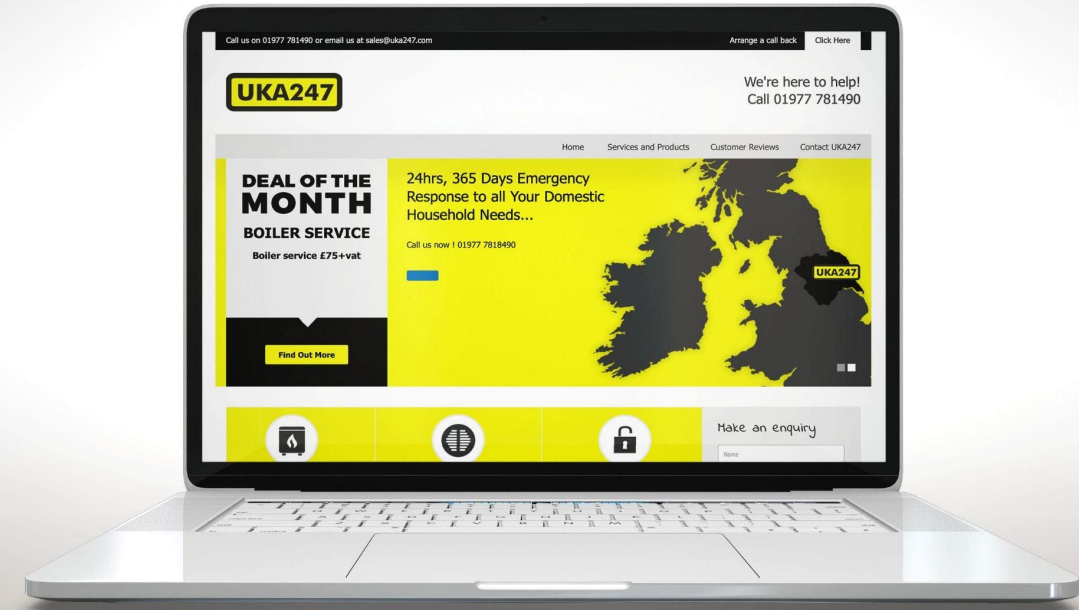 Call us on 01977 781490 or email us at sales@uka247.com
Arrange a call back
Click Here
UKA247
We're here to help!
Call 01977 781490
Home
Services and Products
Customer Reviews
Contact UKA247
DEAL OF THE
MONTH
BOILER SERVICE
Boiler service £75+vat
Find Out More
24hrs, 365 Days Emergency
Response to all Your Domestic
Household Needs...
Call us now ! 01977 7818490
UKA247
Make an enquiry
Name